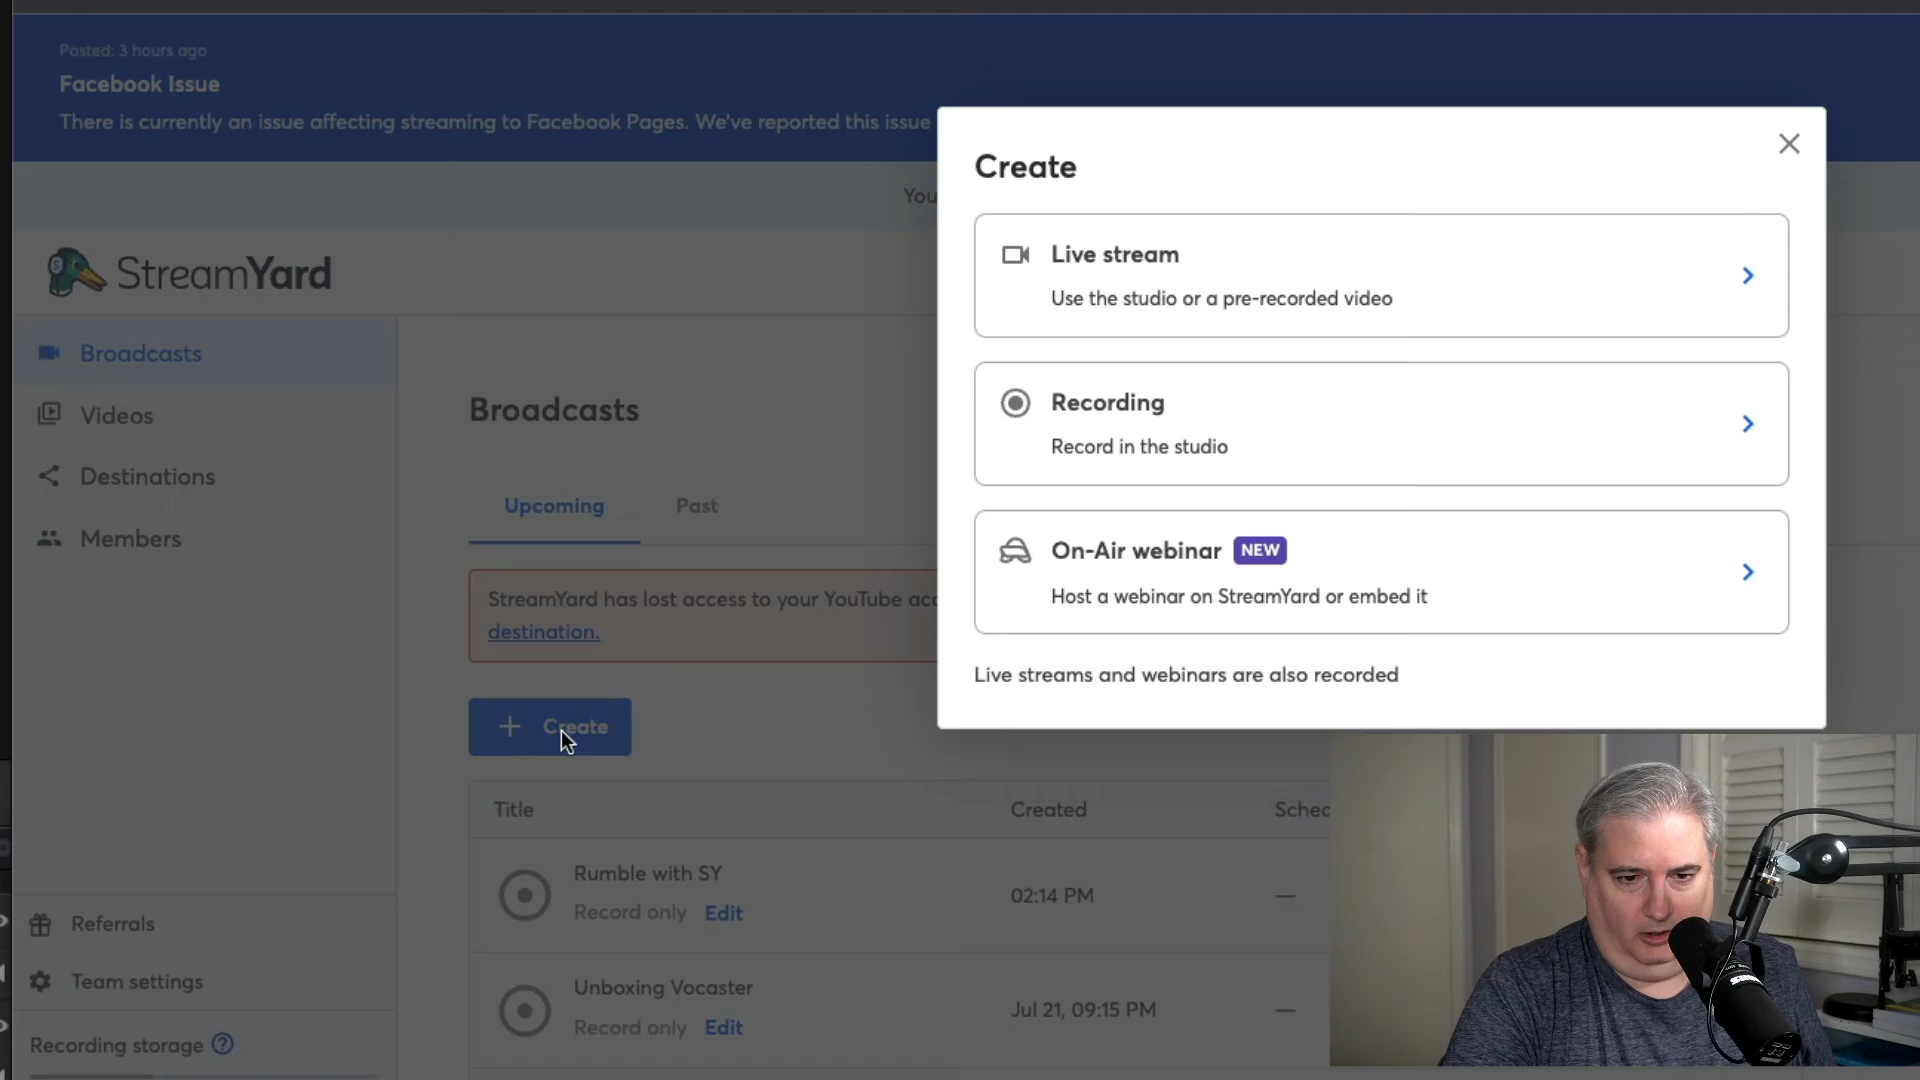 Posted: 3 hours ago
Facebook Issue
There is currently an issue affecting streaming to Facebook Pages. We've reported this issue
You
StreamYard
Broadcasts
Videos
Destinations
Members
Referrals
Team settings
Recording storage
Broadcasts
Upcoming
Past
StreamYard has lost access to your YouTube
destination.
+ Create
Title
Created
Rumble with SY
Record only Edit
02:14 PM
—
Unboxing Vocaster
Record only Edit
Jul 21, 09:15 PM
—
Create
Live stream
Use the studio or a pre-recorded video
Recording
Record in the studio
On-Air webinar NEW
Host a webinar on StreamYard or embed it
Live streams and webinars are also recorded